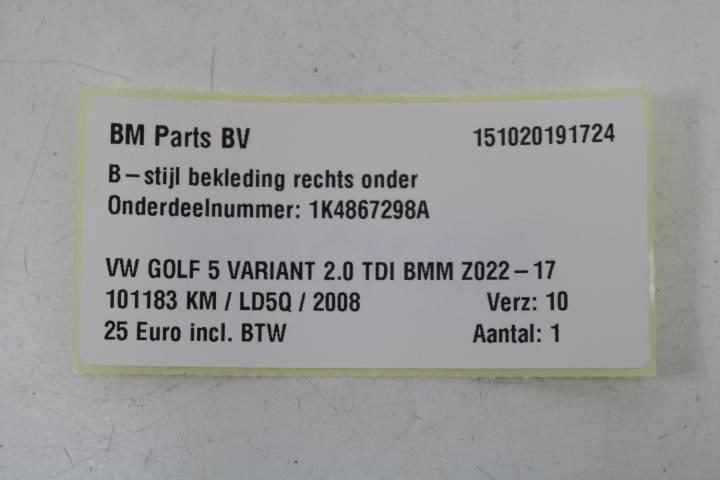 BM Parts BV 151020191724
B-stijl bekleding rechts onder
Onderdeelnummer: 1K4867298A
VW GOLF 5 VARIANT 2.0 TDI BMM Z022-17
101183 KM / LD5Q / 2008 Verz: 10
25 Euro incl. BTW Aantal: 1